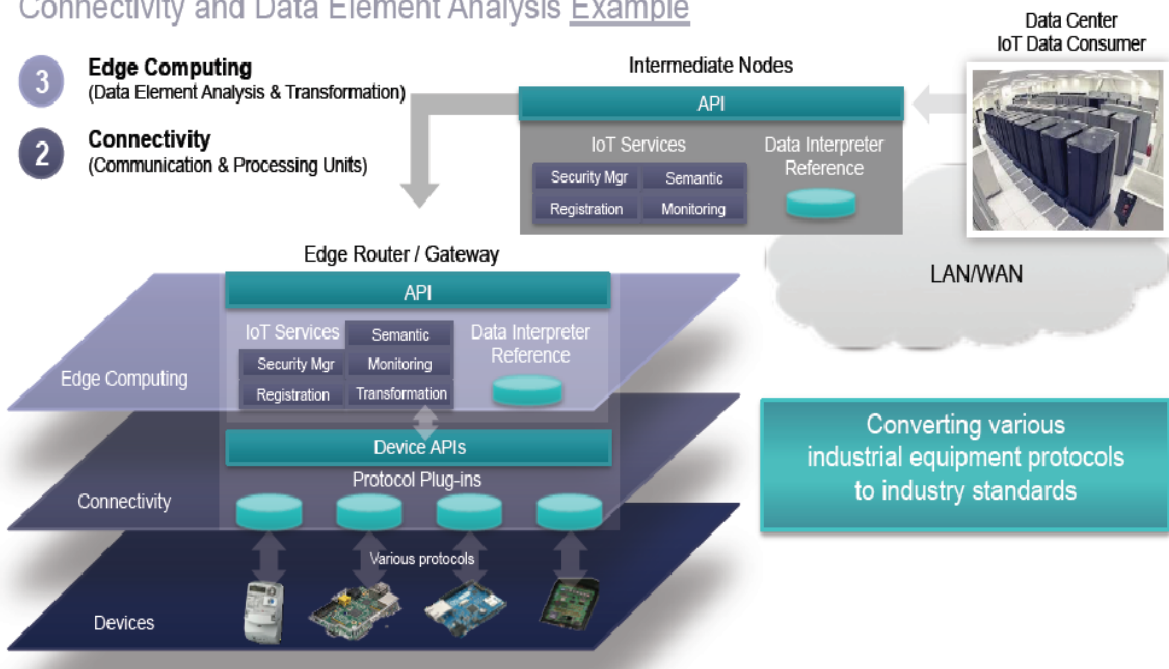 Connectivity and Data Element Analysis Example
Data Center
IoT Data Consumer
3
Edge Computing
(Data Element Analysis & Transformation)
2
Connectivity
(Communication & Processing Units)
Intermediate Nodes
API
IoT Services
Security Mgr
Semantic
Registration
Monitoring
Data Interpreter
Reference
LAN/WAN
Edge Router / Gateway
API
IoT Services
Semantic
Security Mgr
Monitoring
Registration
Transformation
Data Interpreter
Reference
Edge Computing
Device APIs
Protocol Plug-ins
Connectivity
Various protocols
Devices
Converting various
industrial equipment protocols
to industry standards